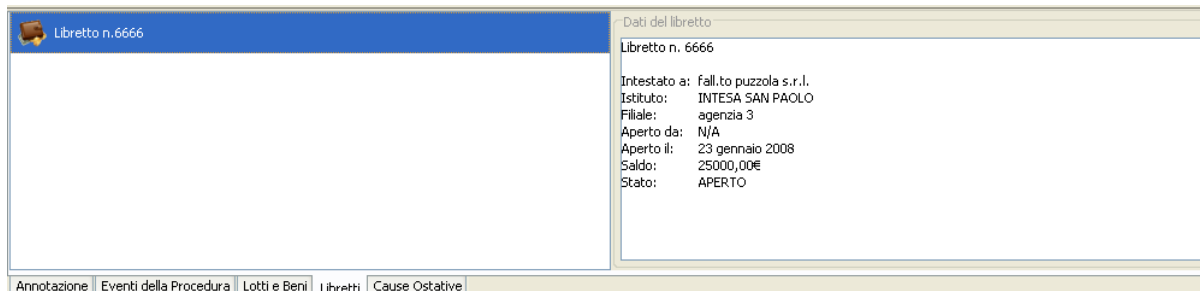 Libretto n.6666
Dati del libretto
Libretto n. 6666
Intestato a: fall.to puzzola s.r.l.
Istituto: INTESA SAN PAOLO
Filiale: agenzia 3
Aperto da: N/A
Aperto il: 23 gennaio 2008
Saldo: 25000,00€
Stato: APERTO
Annotazione Eventi della Procedura Lotti e Beni Libretti Cause Ostative